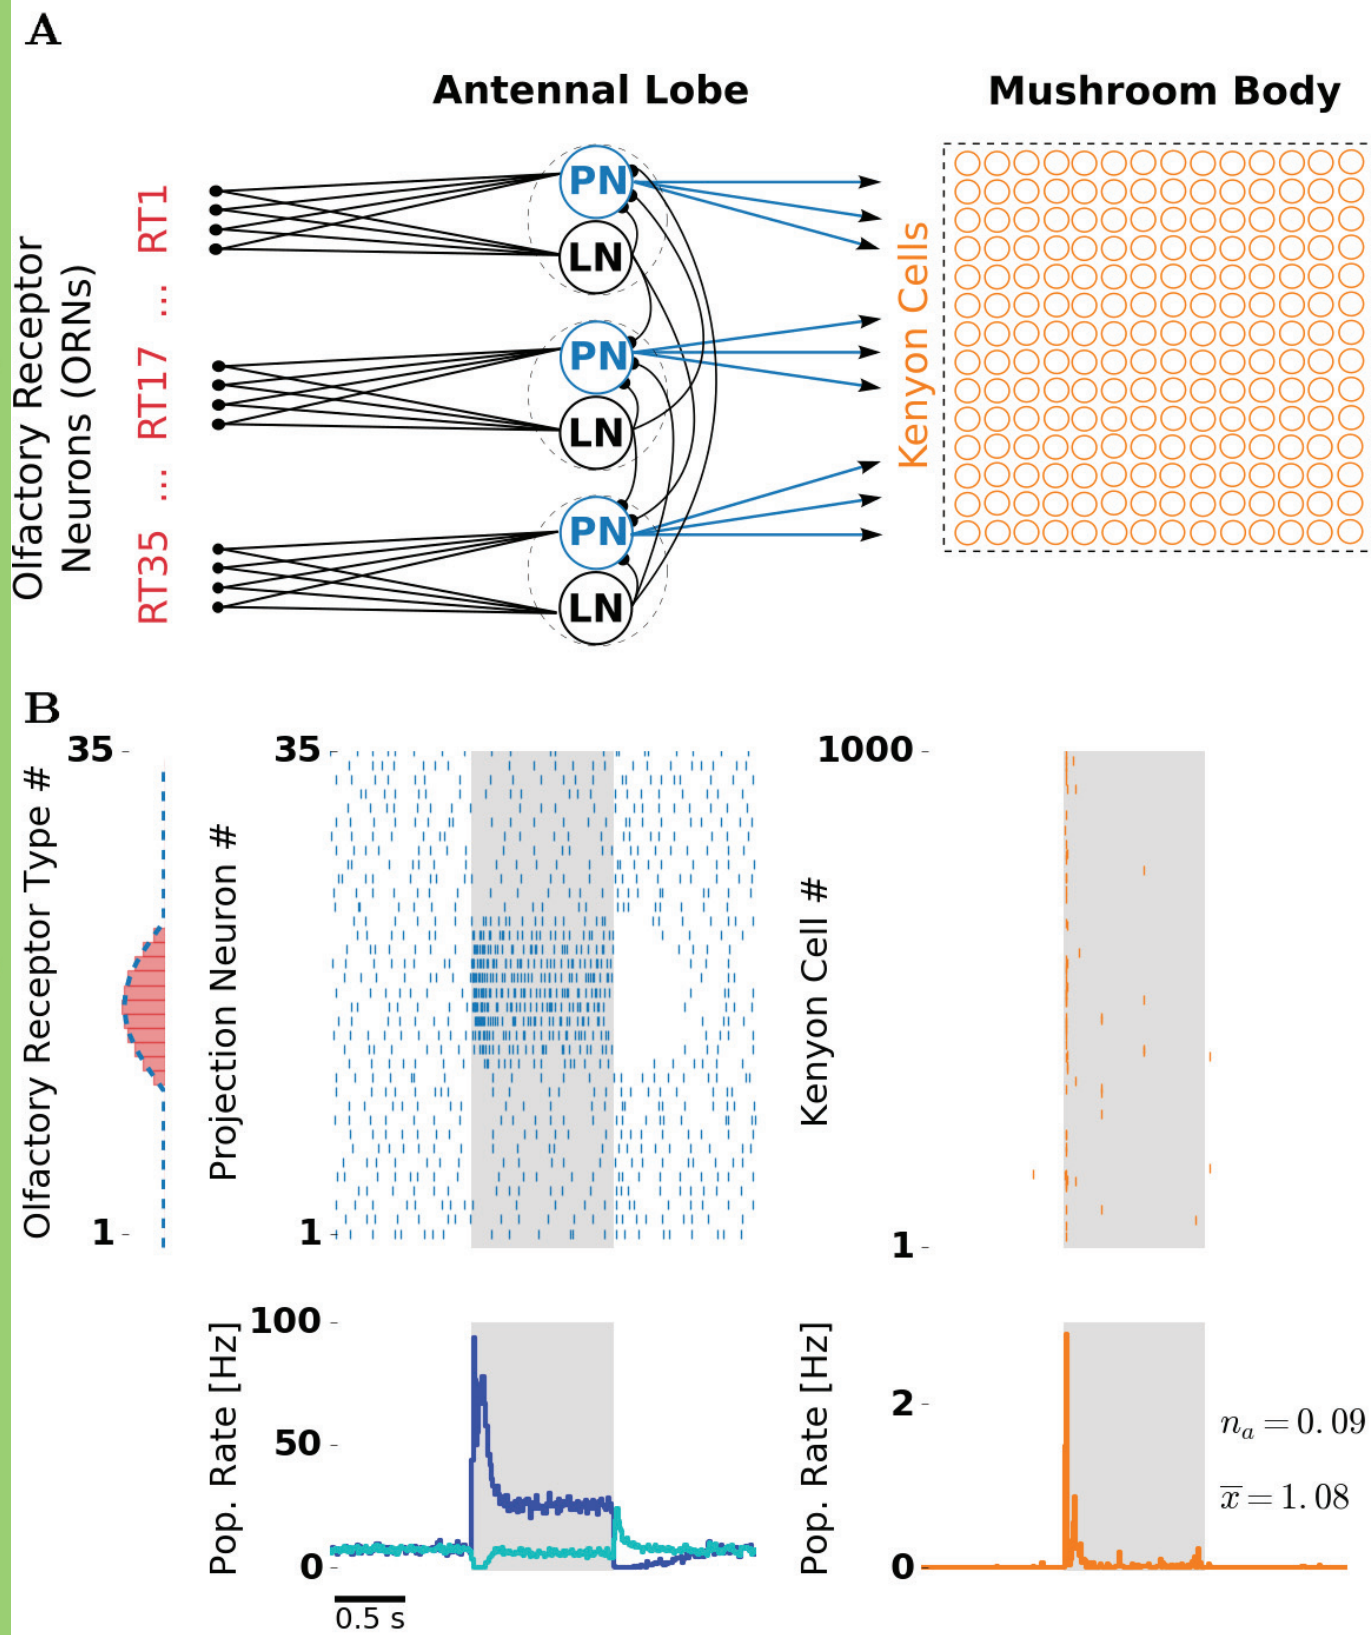 A
Antennal Lobe
Mushroom Body
Olfactory Receptor
Neurons (ORNs)
RT1
...
RT17
...
RT35
PN
LN
PN
LN
PN
LN
Kenyon Cells
B
Olfactory Receptor Type #
35
1
Projection Neuron #
35
1
Kenyon Cell #
1000
1
Pop. Rate [Hz]
100
50
0
0.5 s
Pop. Rate [Hz]
2
0
n_a = 0.09
x̅ = 1.08